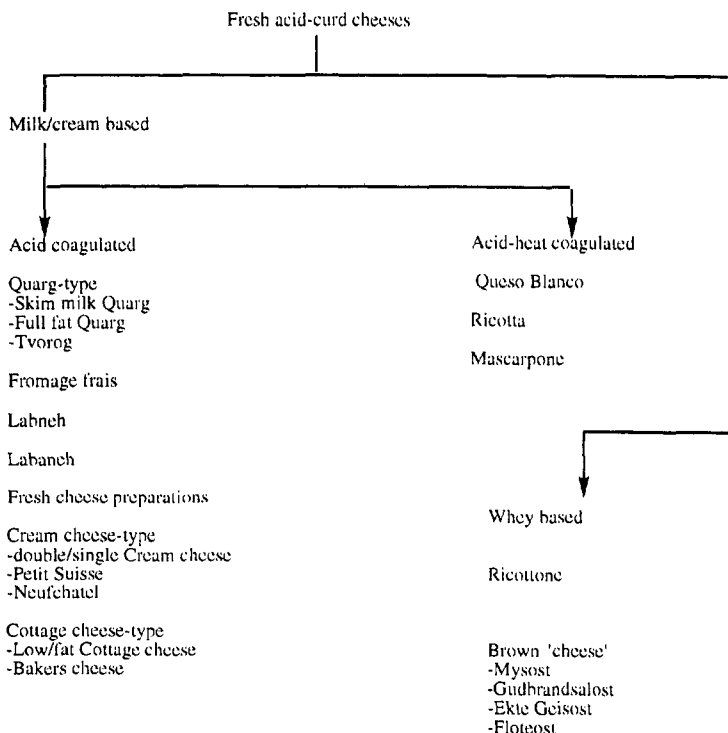 Fresh acid-curd cheeses
Milk/cream based
Acid coagulated
Quarg-type
-Skim milk Quarg
-Full fat Quarg
-Tvorog
Fromage frais
Labneh
Labaneh
Fresh cheese preparations
Cream cheese-type
-double/single Cream cheese
-Petit Suisse
-Neufchatel
Cottage cheese-type
-Low/fat Cottage cheese
-Bakers cheese
Acid-heat coagulated
Queso Blanco
Ricotta
Mascarpone
Whey based
Ricottone
Brown 'cheese'
-Mysost
-Gudbrandsalost
-Ekte Geisost
-Floteost